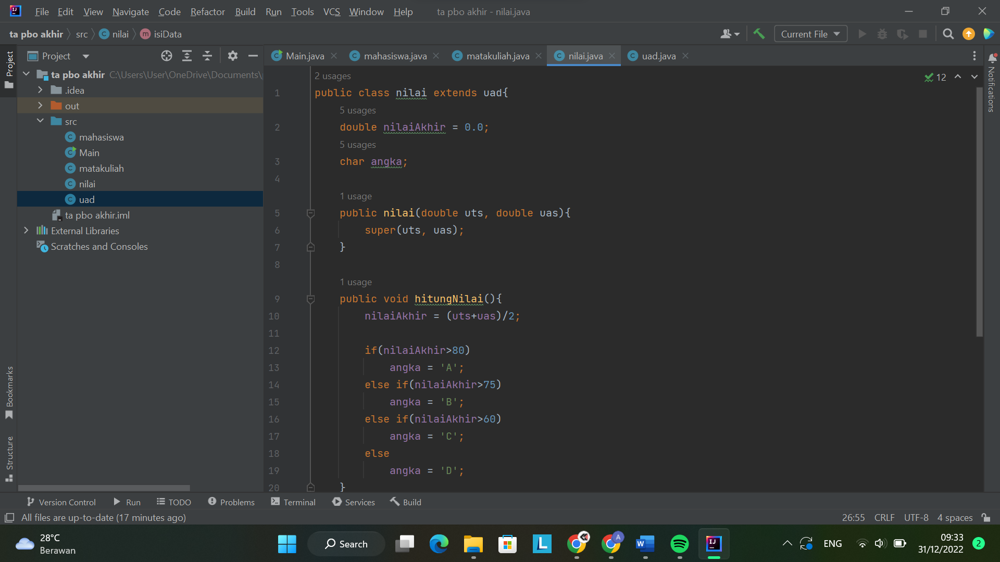 File Edit View Navigate Code Refactor Build Run Tools VCS Window Help ta pbo akhir - nilai.java
ta pbo akhir src nilai isiData Current File
Project Main.java mahasiswa.java matakuliah.java nilai.java uad.java
ta pbo akhir C:\Users\User\OneDrive\Documents\
.idea
out
src
mahasiswa
Main
matakuliah
nilai
uad
ta pbo akhir.iml
External Libraries
Scratches and Consoles
Project
Bookmarks
Structure
2 usages
12
1 public class nilai extends uad{
5 usages
2 double nilaiAkhir = 0.0;
5 usages
3 char angka;
4
1 usage
5 public nilai(double uts, double uas){
6 super(uts, uas);
7 }
8
1 usage
9 public void hitungNilai(){
10 nilaiAkhir = (uts+uas)/2;
11
12 if(nilaiAkhir>80)
13 angka = 'A';
14 else if(nilaiAkhir>75)
15 angka = 'B';
16 else if(nilaiAkhir>60)
17 angka = 'C';
18 else
19 angka = 'D';
20 }
Notifications
Version Control Run TODO Problems Terminal Services Build
All files are up-to-date (17 minutes ago) 26:55 CRLF UTF-8 4 spaces
28°C
Berawan
Search
ENG
09:33
31/12/2022
2